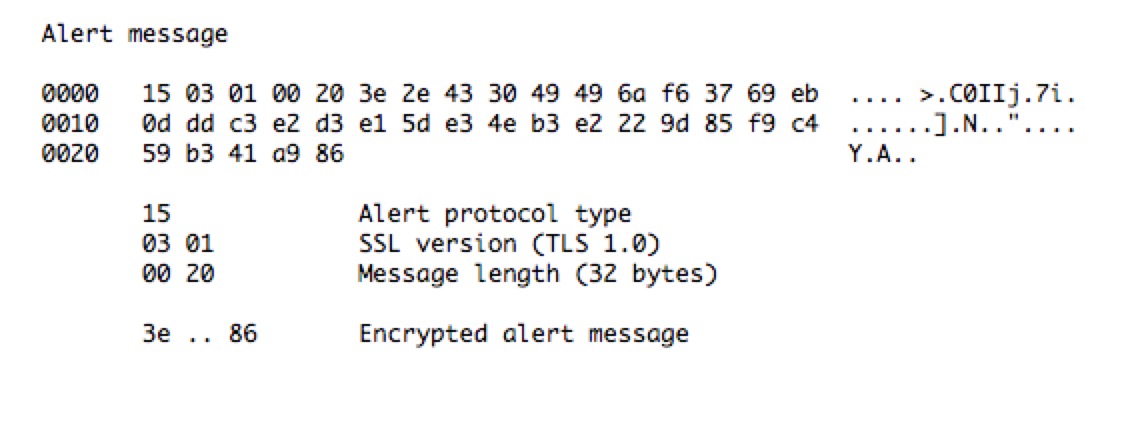 Alert message
0000 15 03 01 00 20 3e 2e 43 30 49 49 6a f6 37 69 eb .... >.C0IIj.7i.
0010 0d dd c3 e2 d3 e1 5d e3 4e b3 e2 22 9d 85 f9 c4 ......].N.."....
0020 59 b3 41 a9 86 Y.A..
15 Alert protocol type
03 01 SSL version (TLS 1.0)
00 20 Message length (32 bytes)
3e .. 86 Encrypted alert message